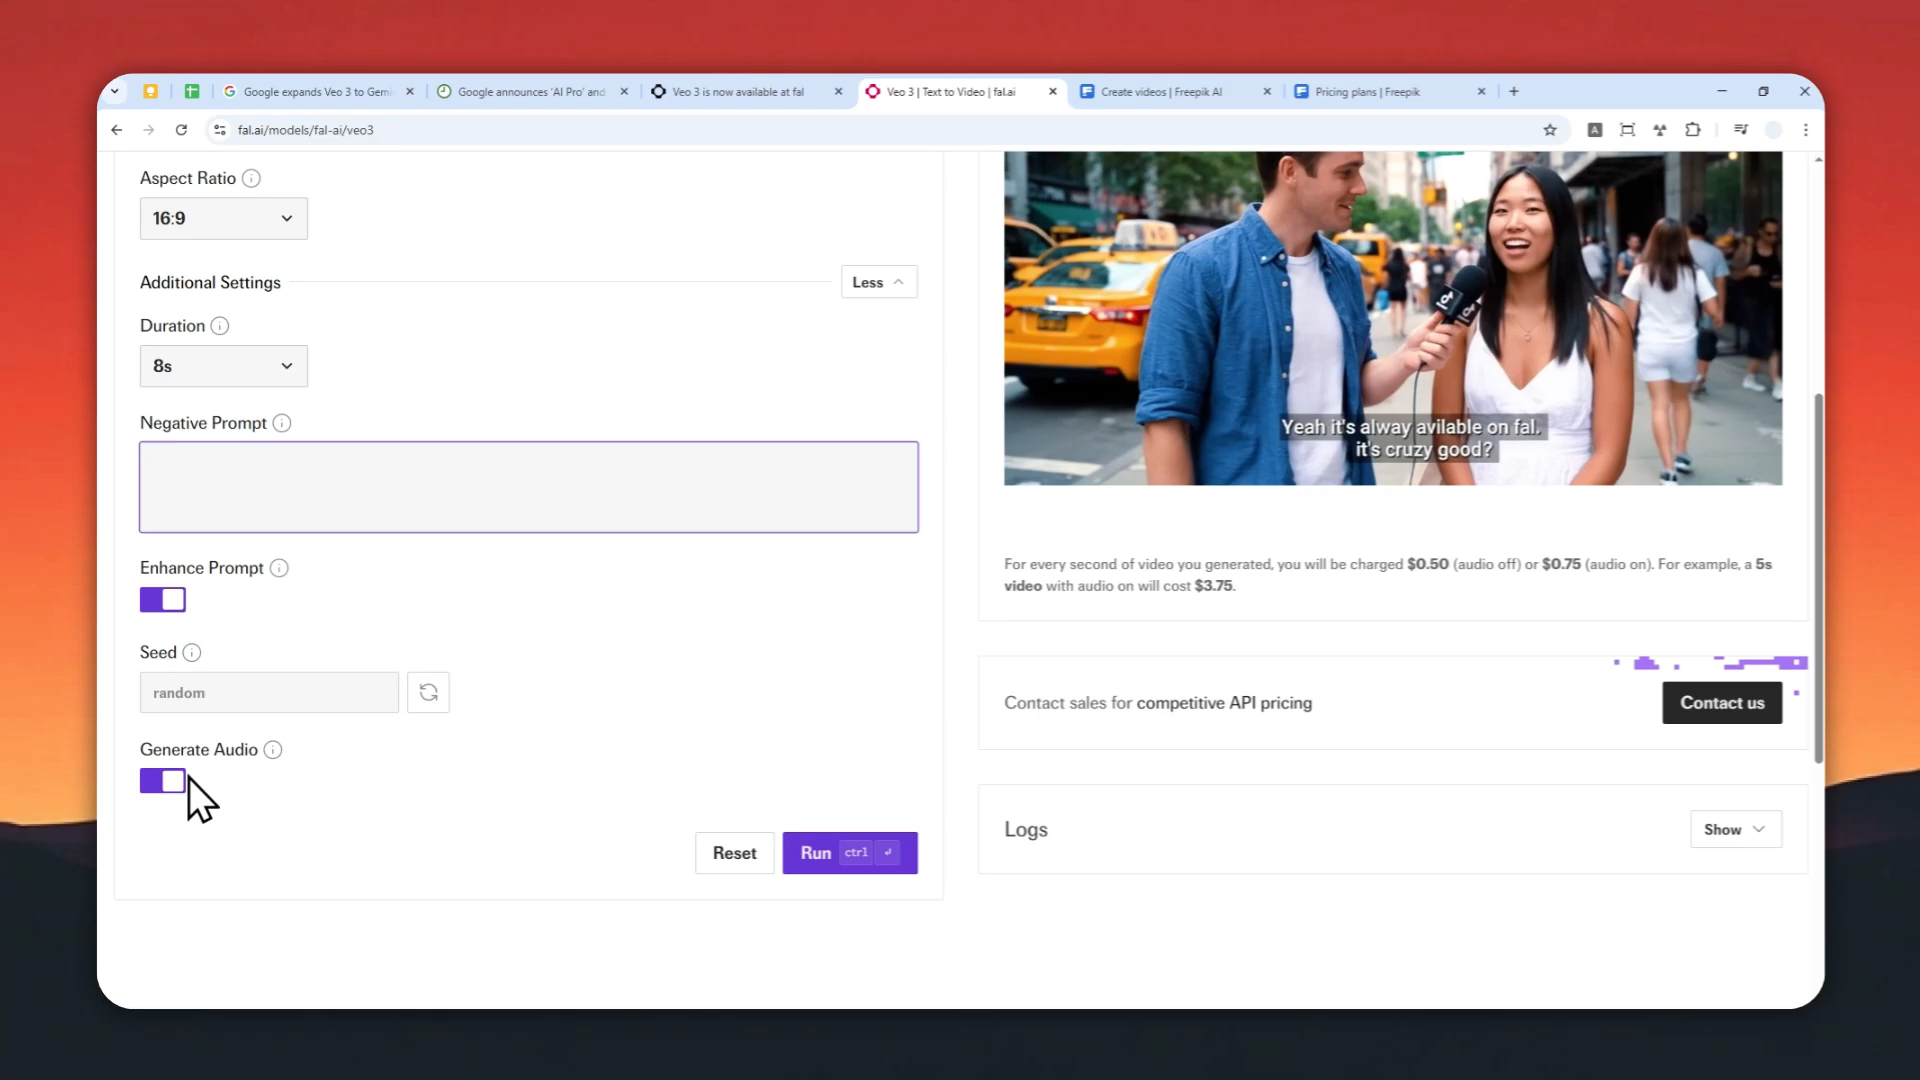 Google expands Veo 3 to Gemi
Google announces 'AI Pro' and
Veo 3 is now available at fal
Veo 3 | Text to Video | fal.ai
Create videos | Freepik AI
Pricing plans | Freepik
fal.ai/models/fal-ai/veo3
A
Aspect Ratio
16:9
Additional Settings
Less
Duration
8s
Negative Prompt
Enhance Prompt
Seed
random
Generate Audio
Reset
Run ctrl
Yeah it's alway avilable on fal.
it's cruzy good?
For every second of video you generated, you will be charged $0.50 (audio off) or $0.75 (audio on). For example, a 5s
video with audio on will cost $3.75.
Contact sales for competitive API pricing
Contact us
Logs
Show